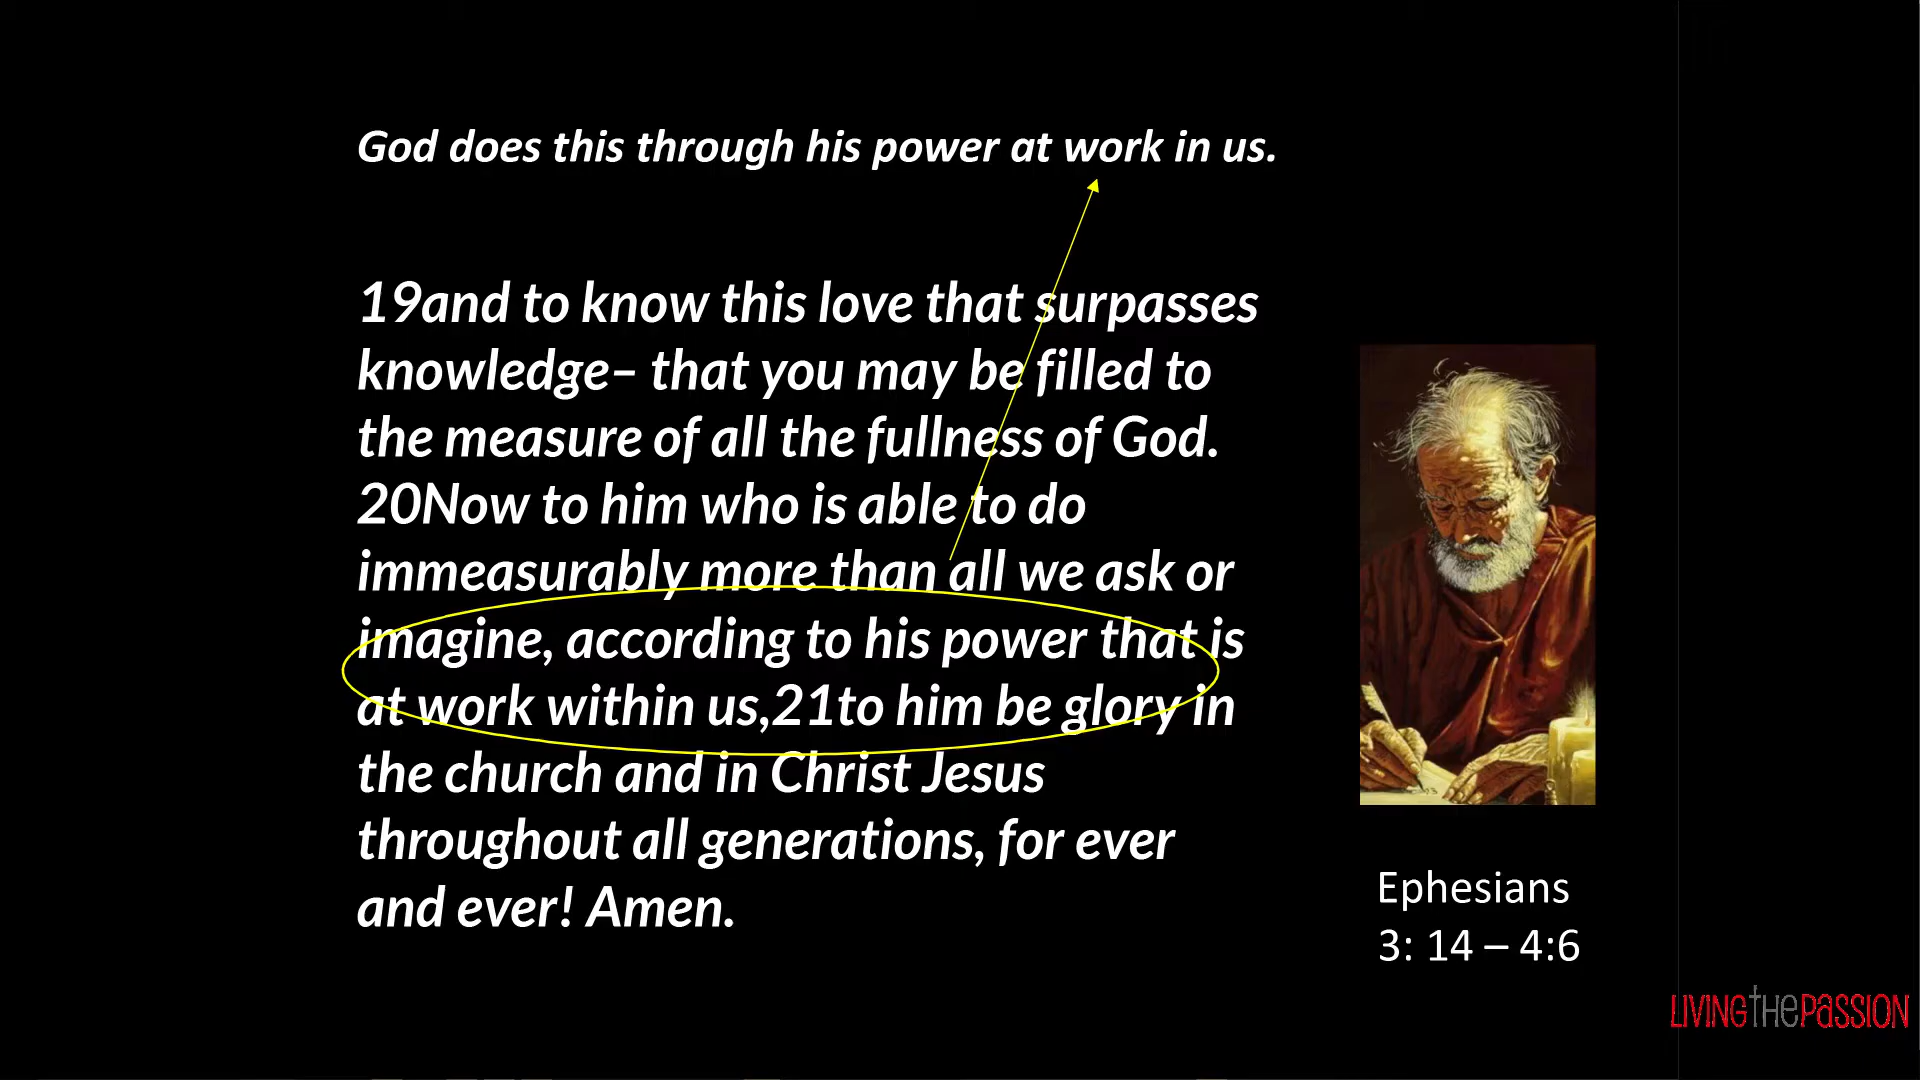 God does this through his power at work in us.
19and to know this love that surpasses
knowledge– that you may be filled to
the measure of all the fullness of God.
20Now to him who is able to do
immeasurably more than all we ask or
imagine, according to his power that is
at work within us,21to him be glory in
the church and in Christ Jesus
throughout all generations, for ever
and ever! Amen.
Ephesians
3: 14 – 4:6
LIVINGTHEPASSION